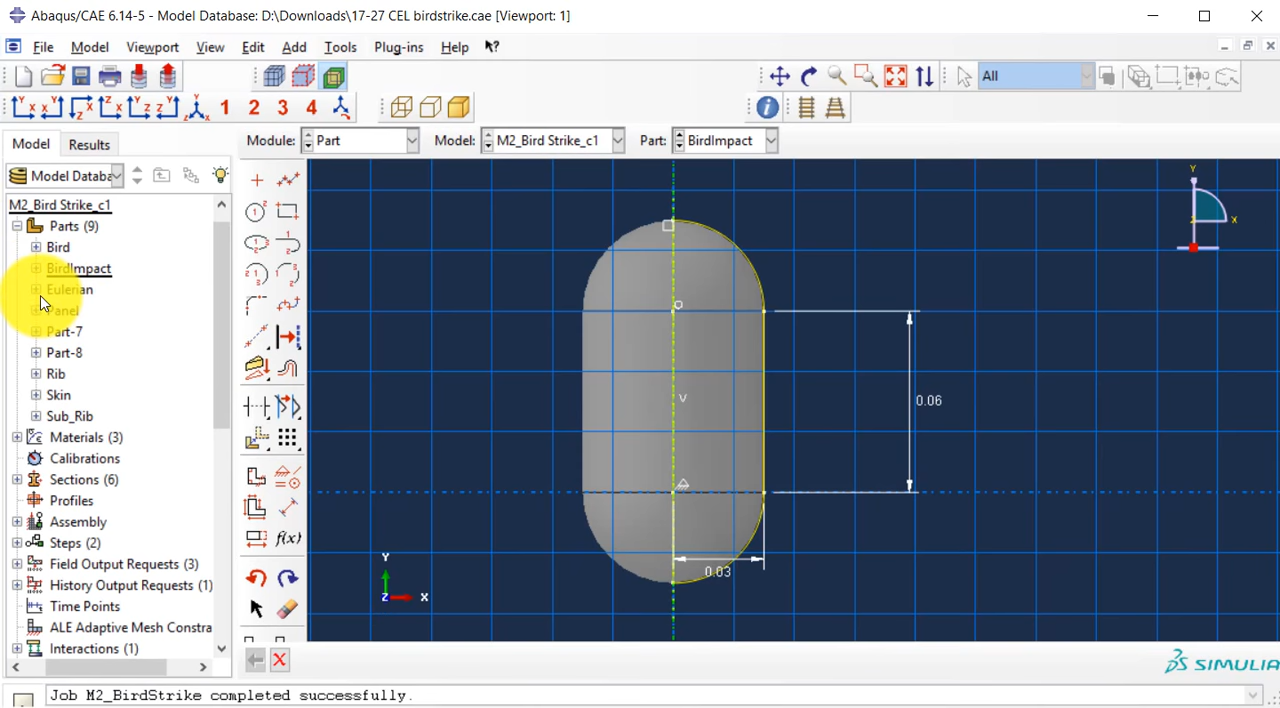 Abaqus/CAE 6.14-5 - Model Database: D:\Downloads\17-27 CEL birdstrike.cae [Viewport: 1]
File Model Viewport View Edit Add Tools Plug-ins Help
All
1 2 3 4
Model Results
Module: Part Model: M2_Bird Strike_c1 Part: BirdImpact
Model Databa
M2_Bird Strike_c1
Parts (9)
Bird
BirdImpact
Eulerian
Panel
Part-7
Part-8
Rib
Skin
Sub_Rib
Materials (3)
Calibrations
Sections (6)
Profiles
Assembly
Steps (2)
Field Output Requests (3)
History Output Requests (1)
Time Points
ALE Adaptive Mesh Constra
Interactions (1)
f(x)
Y
X
0.06
V
0.03
Y
Z X
SIMULIA
Job M2_BirdStrike completed successfully.